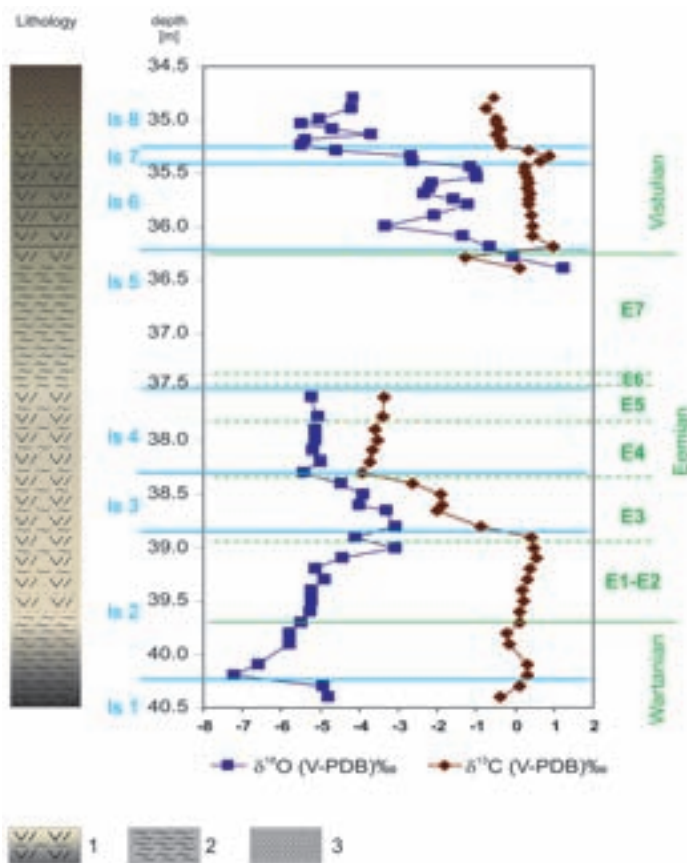 Lithology
depth
[m]
34.5
35.0
35.5
36.0
36.5
37.0
37.5
38.0
38.5
39.0
39.5
40.0
40.5
Is 8
Is 7
Is 6
Is 5
Is 4
Is 3
Is 2
Is 1
Vistulian
Eemian
Wartanian
E7
E6
E5
E4
E3
E1-E2
-8 -7 -6 -5 -4 -3 -2 -1 0 1 2
δ¹⁸O (V-PDB)‰ δ¹³C (V-PDB)‰
1 2 3